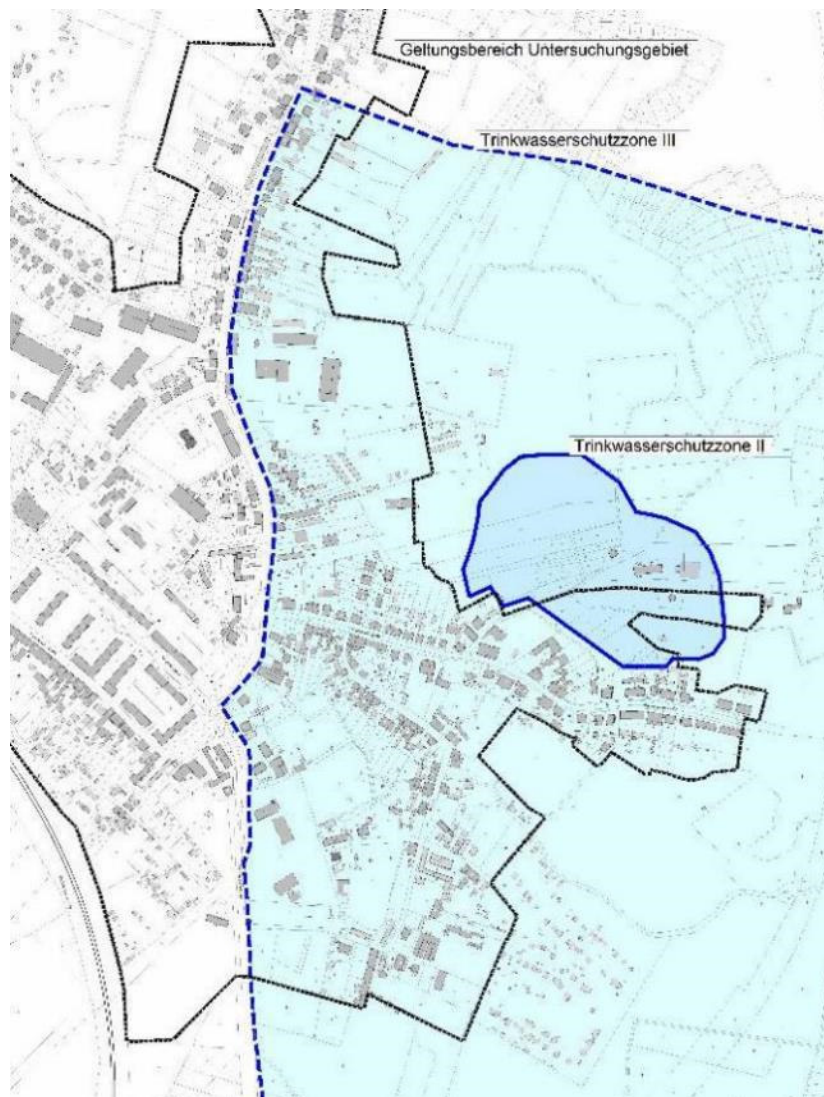 Geltungsbereich Untersuchungsgebiet
Trinkwasserschutzzone III
Trinkwasserschutzzone II